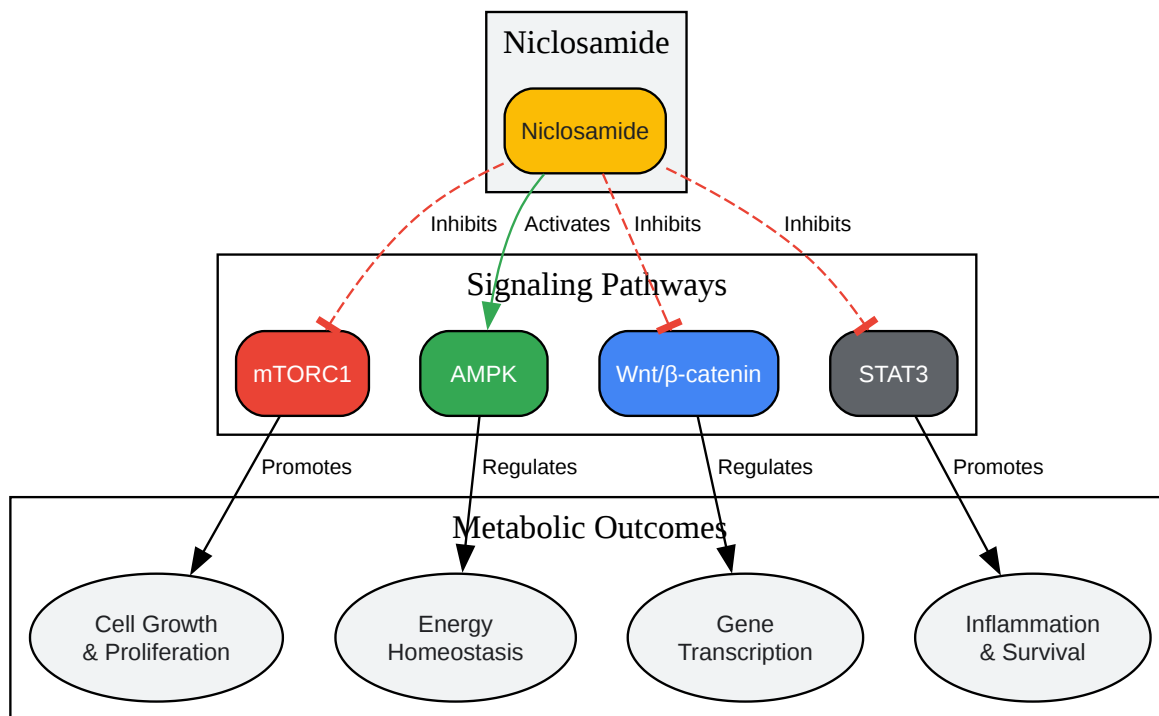 Niclosamide
Niclosamide
Inhibits
Activates
Inhibits
Inhibits
Signaling Pathways
mTORC1
AMPK
Wnt/β-catenin
STAT3
Promotes
Regulates
Regulates
Promotes
Metabolic Outcomes
Cell Growth
& Proliferation
Energy
Homeostasis
Gene
Transcription
Inflammation
& Survival